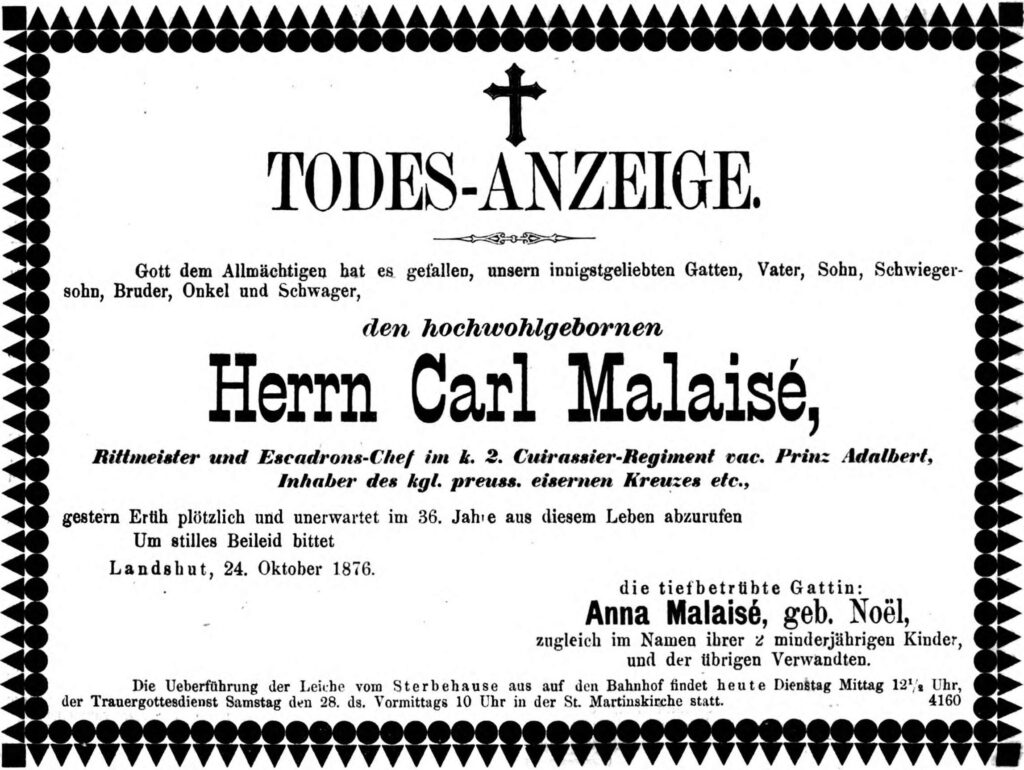 TODES-ANZEIGE.
Gott dem Allmächtigen hat es gefallen, unsern innigstgeliebten Gatten, Vater, Sohn, Schwieger-
sohn, Bruder, Onkel und Schwager,
den hochwohlgebornen
Herrn Carl Malaisé,
Rittmeister und Escadrons-Chef im k. 2. Cuirassier-Regiment vac. Prinz Adalbert,
Inhaber des kgl. preuss. eisernen Kreuzes etc.,
gestern Früh plötzlich und unerwartet im 36. Jahre aus diesem Leben abzurufen
Um stilles Beileid bittet
Landshut, 24. Oktober 1876.
die tiefbetrübte Gattin:
Anna Malaisé, geb. Noël,
zugleich im Namen ihrer 2 minderjährigen Kinder,
und der übrigen Verwandten.
Die Ueberführung der Leiche vom Sterbehause aus auf den Bahnhof findet heute Dienstag Mittag 12½ Uhr,
der Trauergottesdienst Samstag den 28. ds. Vormittags 10 Uhr in der St. Martinskirche statt. 4160